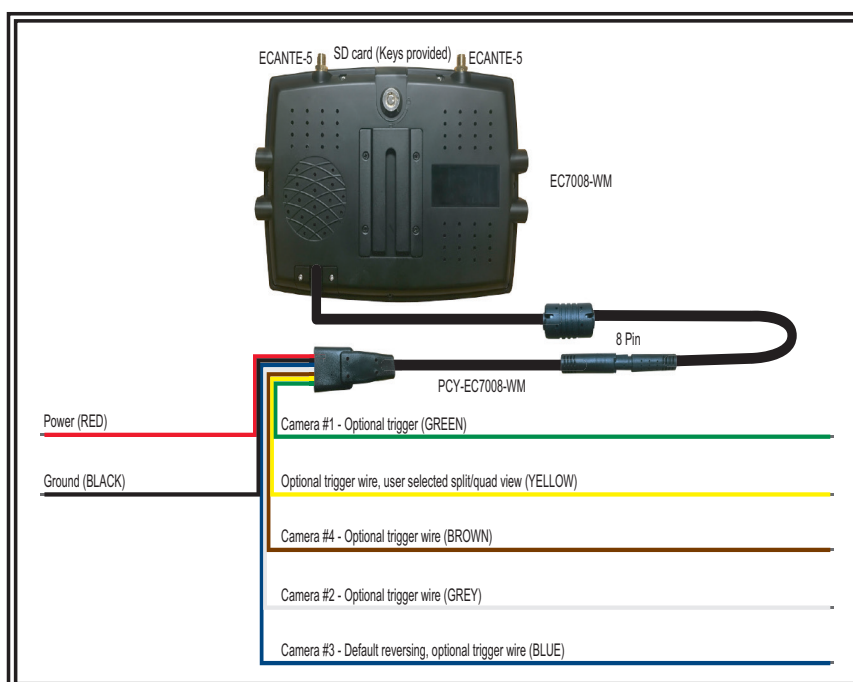 ECANTE-5
SD card (Keys provided)
ECANTE-5
EC7008-WM
8 Pin
PCY-EC7008-WM
Power (RED)
Camera #1 - Optional trigger (GREEN)
Ground (BLACK)
Optional trigger wire, user selected split/quad view (YELLOW)
Camera #4 - Optional trigger wire (BROWN)
Camera #2 - Optional trigger wire (GREY)
Camera #3 - Default reversing, optional trigger wire (BLUE)